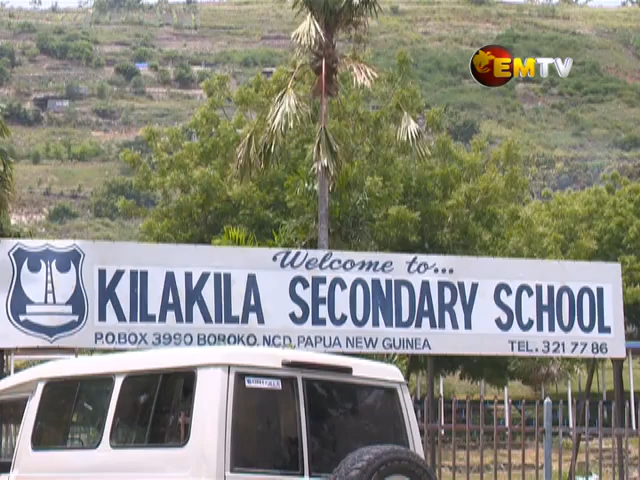 EMTV
Welcome to...
KILAKILA SECONDARY SCHOOL
P.O.BOX 3990 BOROKO, NCD, PAPUA NEW GUINEA
TEL. 321 77 86